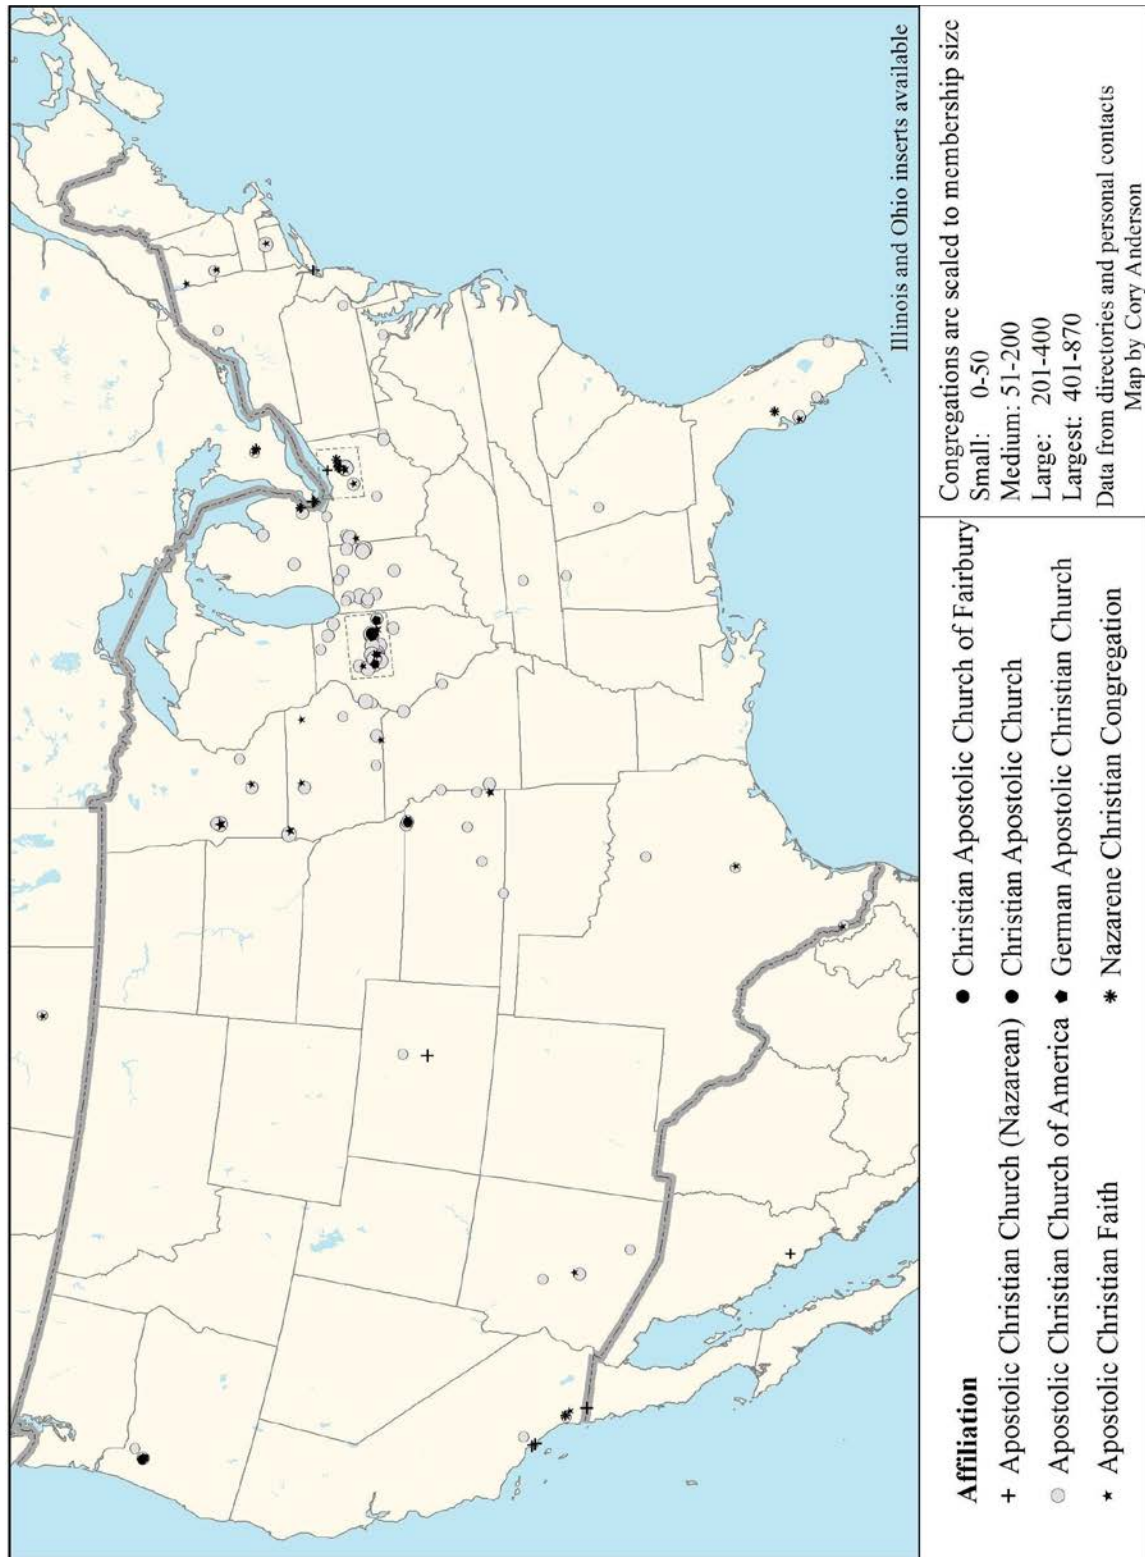 Illinois and Ohio inserts available
Affiliation
+ Apostolic Christian Church (Nazarean)
Apostolic Christian Church of America
Apostolic Christian Faith
Christian Apostolic Church of Fairbury
Christian Apostolic Church
German Apostolic Christian Church
Nazarene Christian Congregation
Congregations are scaled to membership size
Small: 0-50
Medium: 51-200
Large: 201-400
Largest: 401-870
Data from directories and personal contacts
Map by Cory Anderson